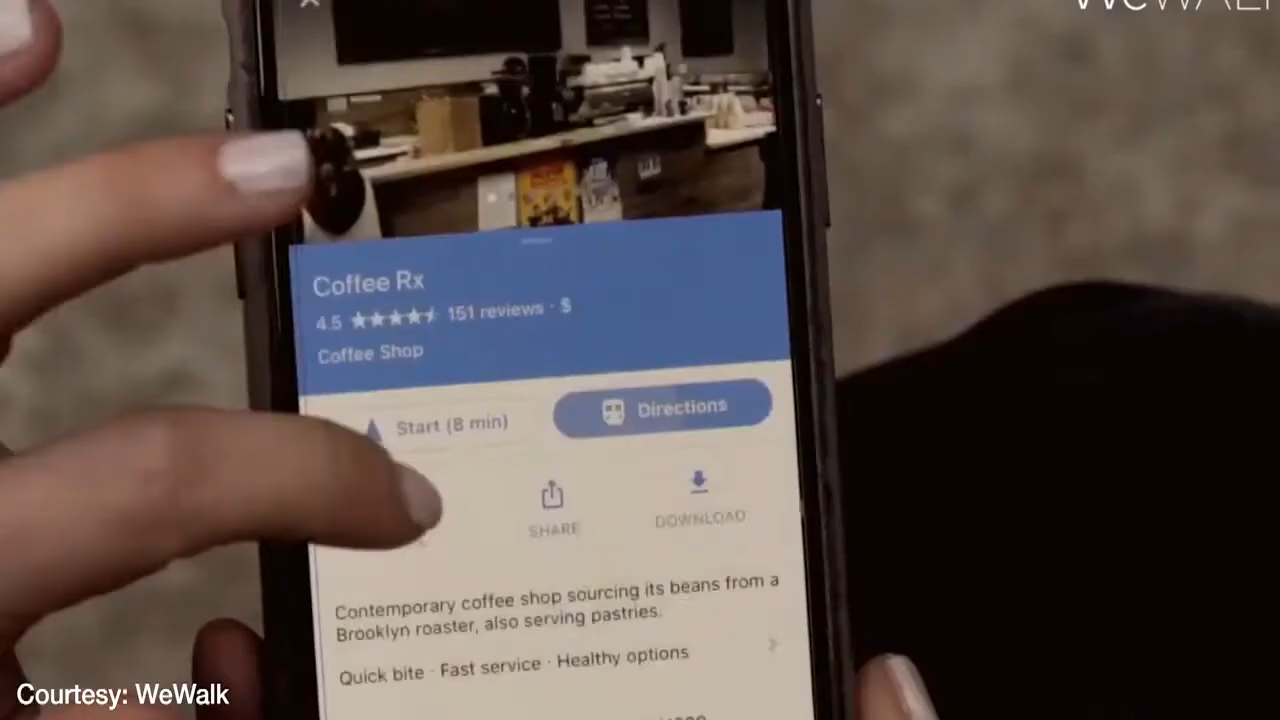 WeWALK
Coffee Rx
4.5 151 reviews · $
Coffee Shop
Start (8 min)
Directions
SHARE
DOWNLOAD
Contemporary coffee shop sourcing its beans from a
Brooklyn roaster, also serving pastries.
Quick bite · Fast service · Healthy options
Courtesy: WeWalk